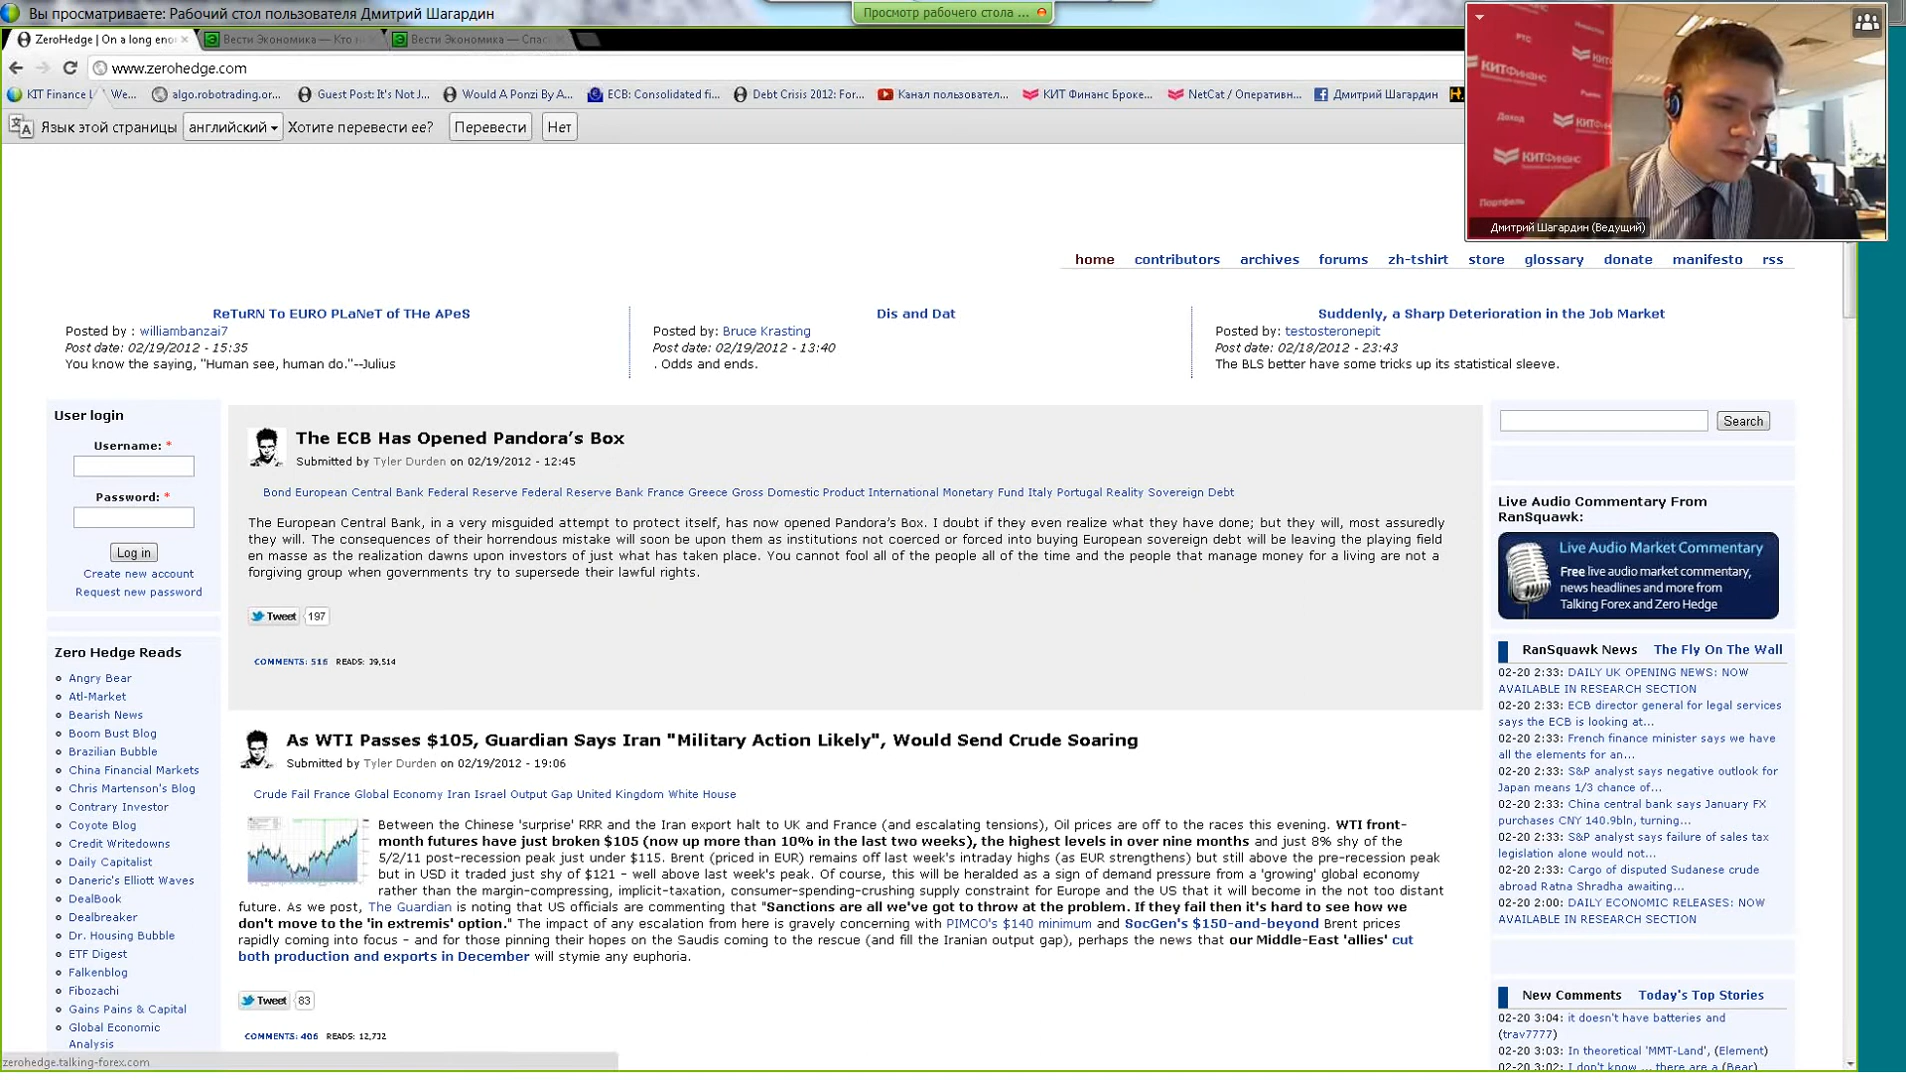 Вы просматриваете: Рабочий стол пользователя Дмитрий Шагардин
Просмотр рабочего стола ...
ZeroHedge | On a long eno
Вести Экономика — Кто
Вести Экономика — Спас
www.zerohedge.com
KIT Finance
We...
algo.robotrading.or...
Guest Post: It's Not J...
Would A Ponzi By A...
ECB: Consolidated fi...
Debt Crisis 2012: For...
Канал пользовател...
КИТ Финанс Броке...
NetCat / Оператив...
Дмитрий Шагардин
Язык этой страницы английский Хотите перевести ее? Перевести Нет
РТС
КИТФинанс
Доход
КИТФинанс
КИТФинанс
Портфель
Дмитрий Шагардин (Ведущий)
home contributors archives forums zh-tshirt store glossary donate manifesto rss
ReTuRN To EURO PLaNeT of THe APeS
Posted by : williambanzai7
Post date: 02/19/2012 - 15:35
You know the saying, "Human see, human do."--Julius
Dis and Dat
Posted by: Bruce Krasting
Post date: 02/19/2012 - 13:40
. Odds and ends.
Suddenly, a Sharp Deterioration in the Job Market
Posted by: testosteronepit
Post date: 02/18/2012 - 23:43
The BLS better have some tricks up its statistical sleeve.
User login
Username: *
Password: *
Log in
Create new account
Request new password
Zero Hedge Reads
Angry Bear
Atl-Market
Bearish News
Boom Bust Blog
Brazilian Bubble
China Financial Markets
Chris Martenson's Blog
Contrary Investor
Coyote Blog
Credit Writedowns
Daily Capitalist
Daneric's Elliott Waves
DealBook
Dealbreaker
Dr. Housing Bubble
ETF Digest
Falkenblog
Fibozachi
Gains Pains & Capital
Global Economic
Analysis
zerohedge.talking-forex.com
The ECB Has Opened Pandora's Box
Submitted by Tyler Durden on 02/19/2012 - 12:45
Bond European Central Bank Federal Reserve Federal Reserve Bank France Greece Gross Domestic Product International Monetary Fund Italy Portugal Reality Sovereign Debt
The European Central Bank, in a very misguided attempt to protect itself, has now opened Pandora's Box. I doubt if they even realize what they have done; but they will, most assuredly
they will. The consequences of their horrendous mistake will soon be upon them as institutions not coerced or forced into buying European sovereign debt will be leaving the playing field
en masse as the realization dawns upon investors of just what has taken place. You cannot fool all of the people all of the time and the people that manage money for a living are not a
forgiving group when governments try to supersede their lawful rights.
Tweet 197
COMMENTS: 516 READS: 39,514
As WTI Passes $105, Guardian Says Iran "Military Action Likely", Would Send Crude Soaring
Submitted by Tyler Durden on 02/19/2012 - 19:06
Crude Fail France Global Economy Iran Israel Output Gap United Kingdom White House
Between the Chinese 'surprise' RRR and the Iran export halt to UK and France (and escalating tensions), Oil prices are off to the races this evening. WTI front-
month futures have just broken $105 (now up more than 10% in the last two weeks), the highest levels in over nine months and just 8% shy of the
5/2/11 post-recession peak just under $115. Brent (priced in EUR) remains off last week's intraday highs (as EUR strengthens) but still above the pre-recession peak
but in USD it traded just shy of $121 - well above last week's peak. Of course, this will be heralded as a sign of demand pressure from a 'growing' global economy
rather than the margin-compressing, implicit-taxation, consumer-spending-crushing supply constraint for Europe and the US that it will become in the not too distant
future. As we post, The Guardian is noting that US officials are commenting that "Sanctions are all we've got to throw at the problem. If they fail then it's hard to see how we
don't move to the 'in extremis' option." The impact of any escalation from here is gravely concerning with PIMCO's $140 minimum and SocGen's $150-and-beyond Brent prices
rapidly coming into focus - and for those pinning their hopes on the Saudis coming to the rescue (and fill the Iranian output gap), perhaps the news that our Middle-East 'allies' cut
both production and exports in December will stymie any euphoria.
Tweet 83
COMMENTS: 406 READS: 12,732
Search
Live Audio Commentary From
RanSquawk:
Live Audio Market Commentary
Free live audio market commentary,
news headlines and more from
Talking Forex and Zero Hedge
RanSquawk News The Fly On The Wall
02-20 2:33: DAILY UK OPENING NEWS: NOW
AVAILABLE IN RESEARCH SECTION
02-20 2:33: ECB director general for legal services
says the ECB is looking at...
02-20 2:33: French finance minister says we have
all the elements for an...
02-20 2:33: S&P analyst says negative outlook for
Japan means 1/3 chance of...
02-20 2:33: China central bank says January FX
purchases CNY 140.9bln, turning...
02-20 2:33: S&P analyst says failure of sales tax
legislation alone would not...
02-20 2:33: Cargo of disputed Sudanese crude
abroad Ratna Shradha awaiting...
02-20 2:00: DAILY ECONOMIC RELEASES: NOW
AVAILABLE IN RESEARCH SECTION
New Comments Today's Top Stories
02-20 3:04: it doesn't have batteries and
(trav7777)
02-20 3:03: In theoretical 'MMT-Land', (Element)
02-20 3:02: I don't know ... there are a (Bear)